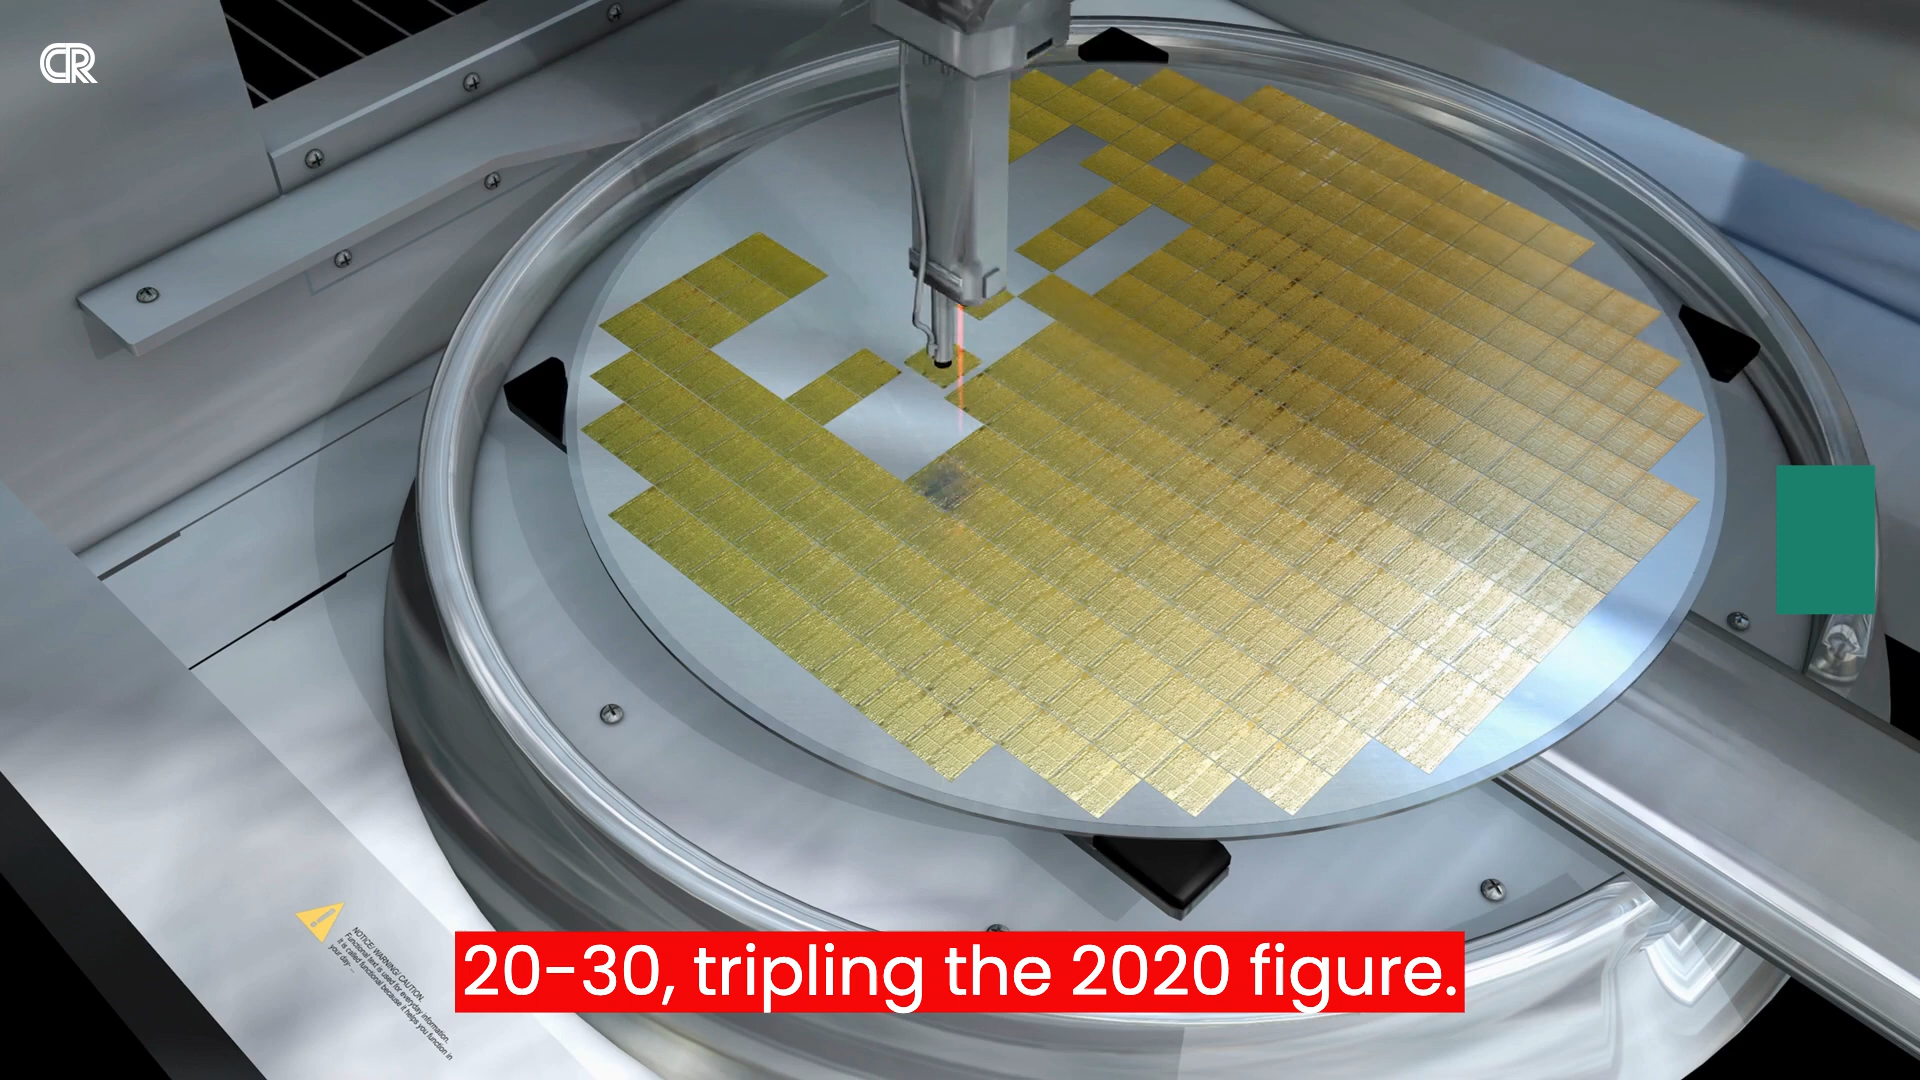 CR
NOTICE! WARNING! CAUTION.
Functional text is used for everyday information.
It is called functional because it helps you function in
your day-
20-30, tripling the 2020 figure.